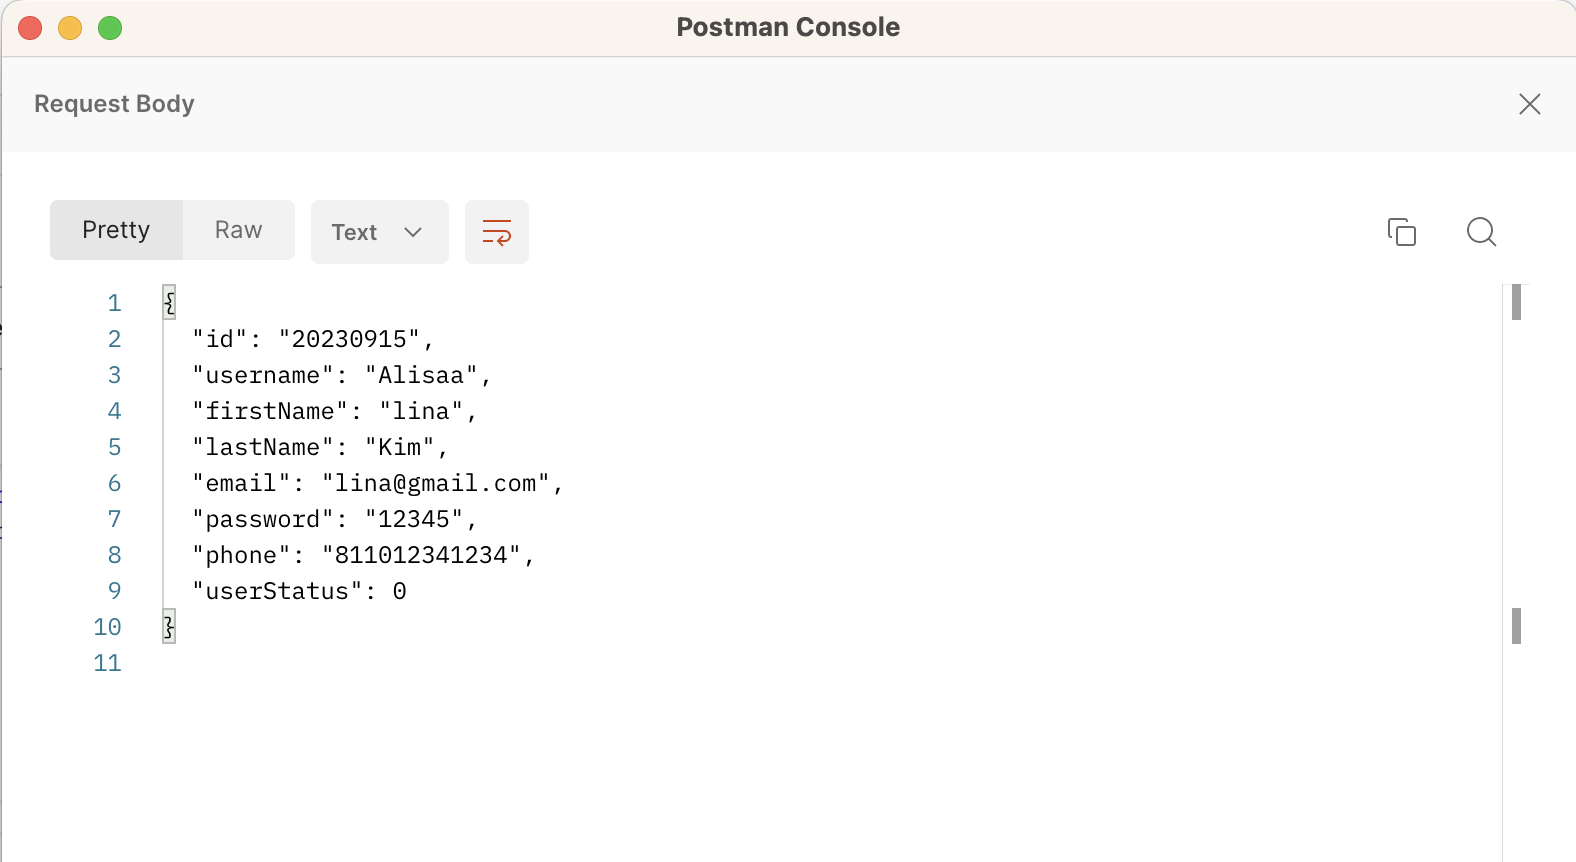 Postman Console
Request Body
Pretty Raw Text
1 {
2 "id": "20230915",
3 "username": "Alisaa",
4 "firstName": "lina",
5 "lastName": "Kim",
6 "email": "lina@gmail.com",
7 "password": "12345",
8 "phone": "811012341234",
9 "userStatus": 0
10 }
11